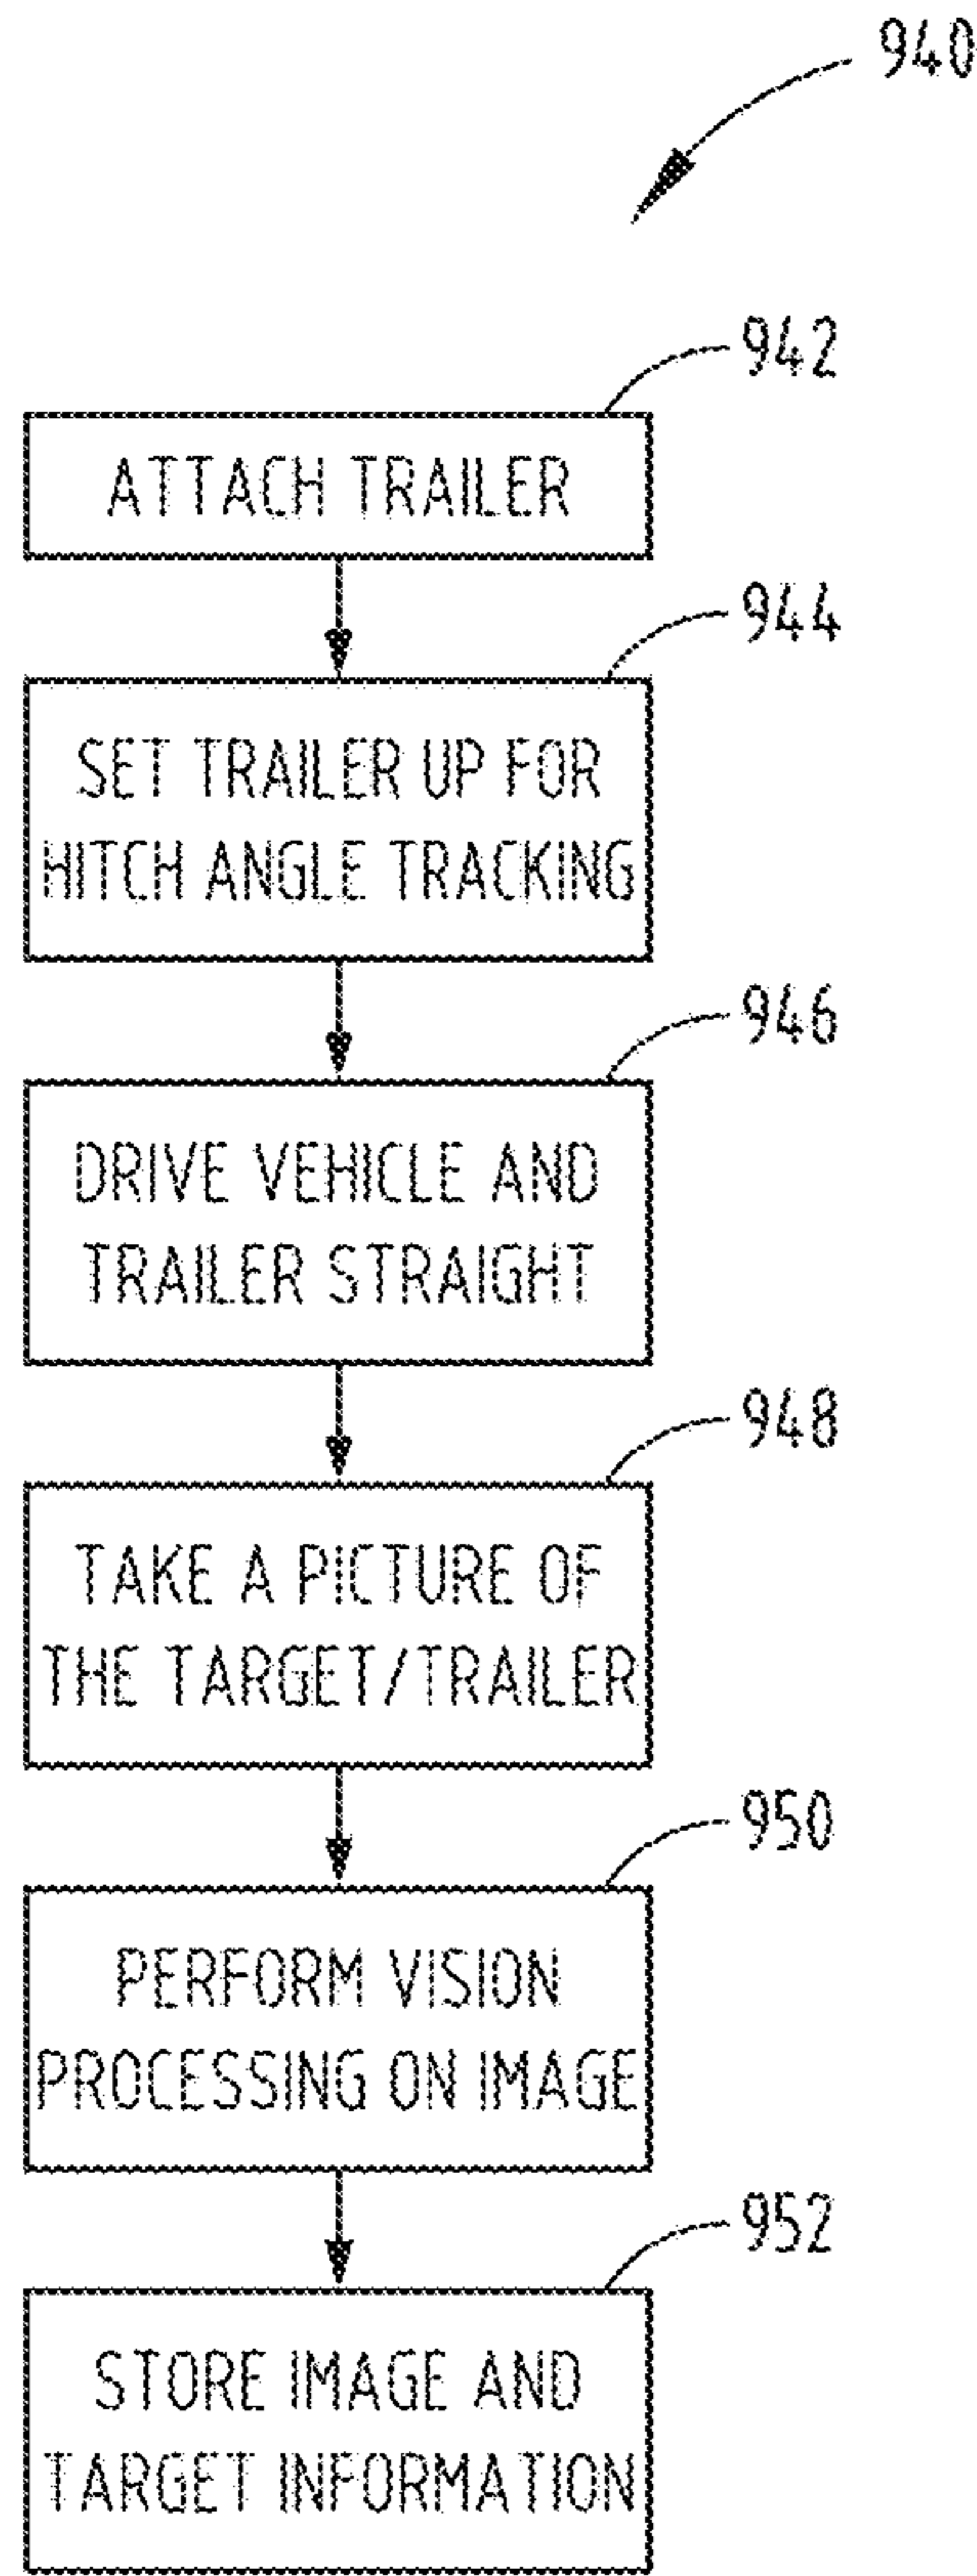 940
942
ATTACH TRAILER
944
SET TRAILER UP FOR
HITCH ANGLE TRACKING
946
DRIVE VEHICLE AND
TRAILER STRAIGHT
948
TAKE A PICTURE OF
THE TARGET/TRAILER
950
PERFORM VISION
PROCESSING ON IMAGE
952
STORE IMAGE AND
TARGET INFORMATION